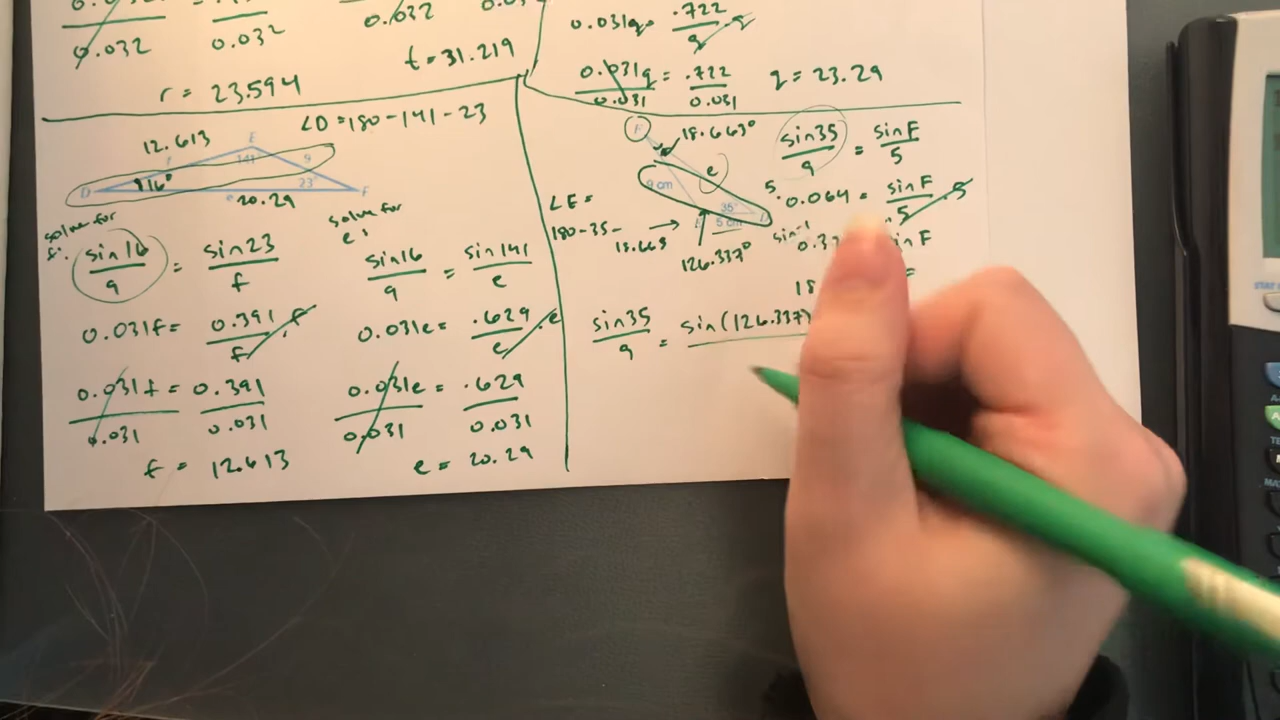 0.032
0.032
0.032
r = 23.594
t = 31.219
0.031q = .722 / q · q
0.031q / 0.031 = .722 / 0.031
q = 23.29
12.613
∠D = 180 - 141 - 23
E
f
141
9
16°
D
23°
F
e
20.29
solve for f:
sin16 / 9 = sin23 / f
0.031f = 0.391 / f · f
0.031f / 0.031 = 0.391 / 0.031
f = 12.613
solve for e:
sin16 / 9 = sin141 / e
0.031e = .629 / e · e
0.031e / 0.031 = .629 / 0.031
e = 20.29
F
18.663°
e
9 cm
35°
5 cm
126.337°
∠E =
180-35-
18.663
sin35 / 9 = sinF / 5
5 · 0.064 = sinF / 5 · 5
sin⁻¹
sin35 / 9 = sin(126.337)